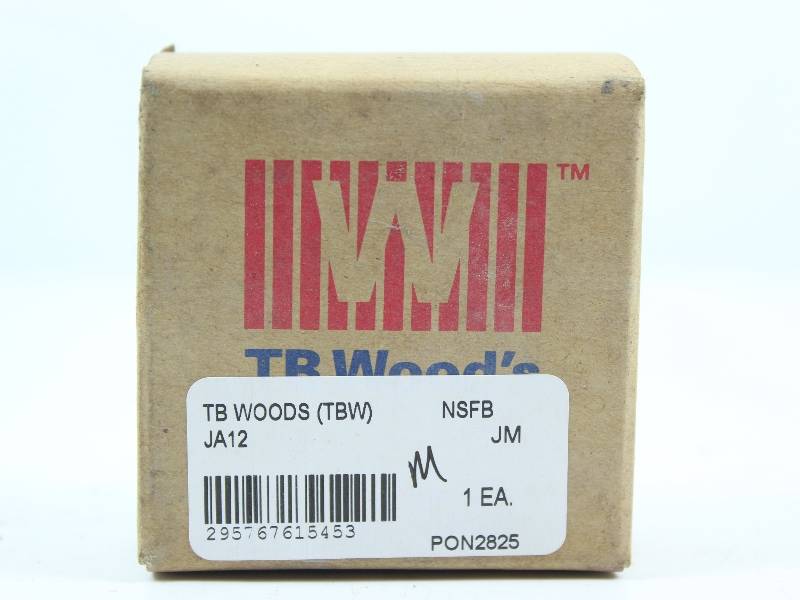 W
TM
TB Wood's
TB WOODS (TBW) NSFB
JA12 JM
M
1 EA.
295767615453
PON2825